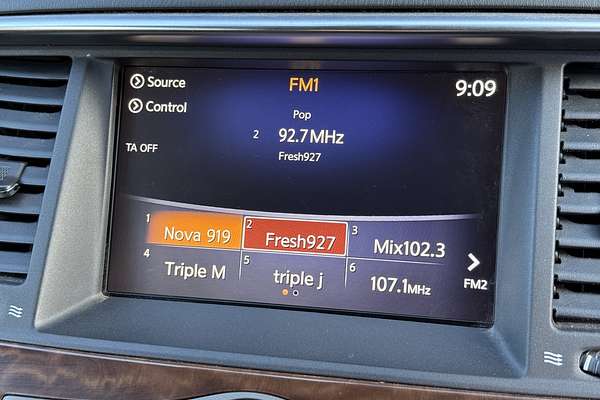 Source
FM1
9:09
Control
Pop
2 92.7MHz
TA OFF
Fresh927
1 Nova 919
2 Fresh927
3 Mix102.3
4 Triple M
5 triple j
6 107.1MHz
FM2